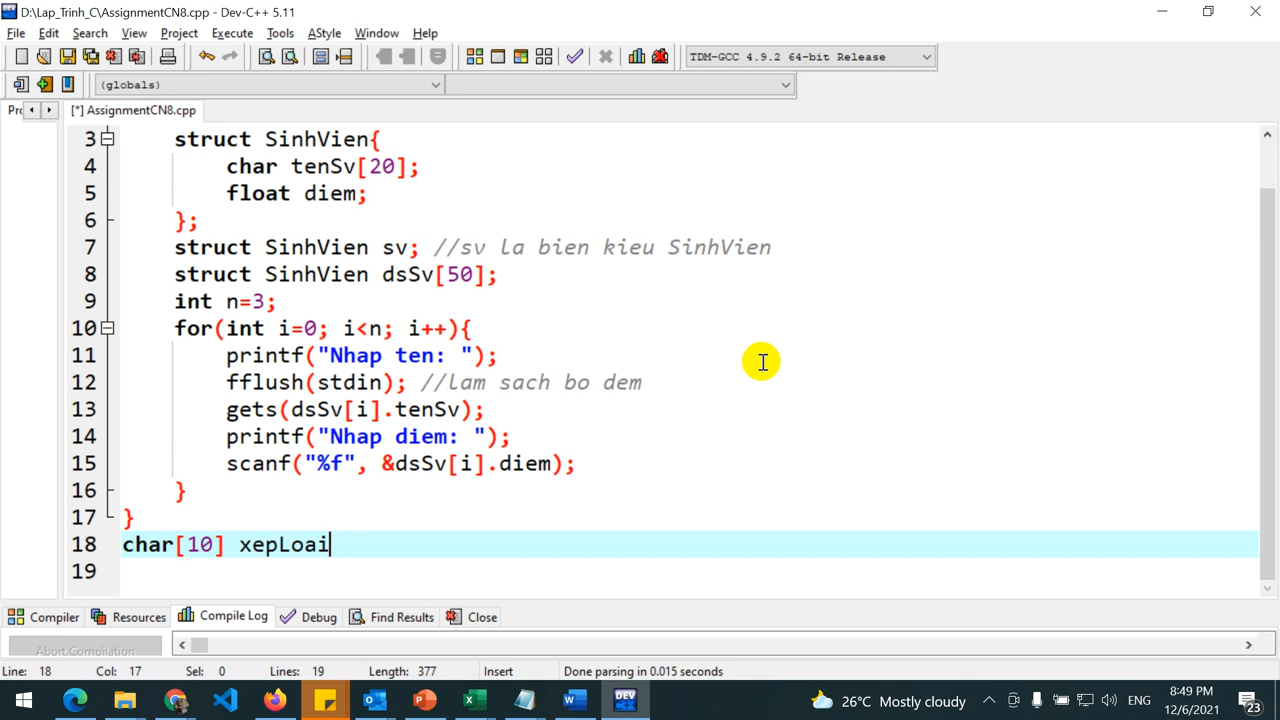 D:\Lap_Trinh_C\AssignmentCN8.cpp - Dev-C++ 5.11
File Edit Search View Project Execute Tools AStyle Window Help
TDM-GCC 4.9.2 64-bit Release
(globals)
Prc [*] AssignmentCN8.cpp
3 struct SinhVien{
4 char tenSv[20];
5 float diem;
6 };
7 struct SinhVien sv; //sv la bien kieu SinhVien
8 struct SinhVien dsSv[50];
9 int n=3;
10 for(int i=0; i<n; i++){
11 printf("Nhap ten: ");
12 fflush(stdin); //lam sach bo dem
13 gets(dsSv[i].tenSv);
14 printf("Nhap diem: ");
15 scanf("%f", &dsSv[i].diem);
16 }
17 }
18 char[10] xepLoai
19
Compiler Resources Compile Log Debug Find Results Close
Abort Compilation
Line: 18 Col: 17 Sel: 0 Lines: 19 Length: 377 Insert Done parsing in 0.015 seconds
DEV
26°C Mostly cloudy ENG 8:49 PM
12/6/2021 23